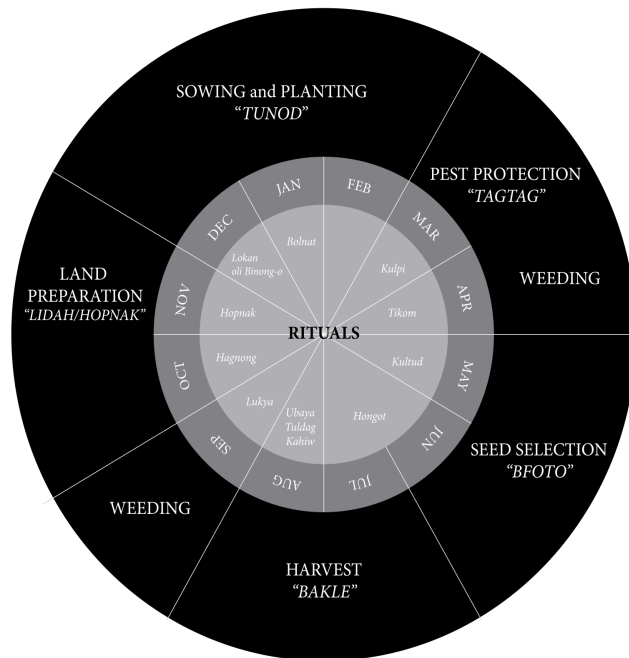 SOWING and PLANTING
“TUNOD”
PEST PROTECTION
“TAGTAG”
WEEDING
SEED SELECTION
“BFOTO”
HARVEST
“BAKLE”
WEEDING
LAND
PREPARATION
“LIDAH/HOPNAK”
JAN
FEB
MAR
APR
MAY
JUN
JUL
AUG
SEP
OCT
NOV
DEC
Bolnat
Kulpi
Tikom
Kultud
Hongot
Ubaya
Tuldag
Kahiw
Lukya
Hagnong
Hopnak
Lokan
oli Binong-o
RITUALS